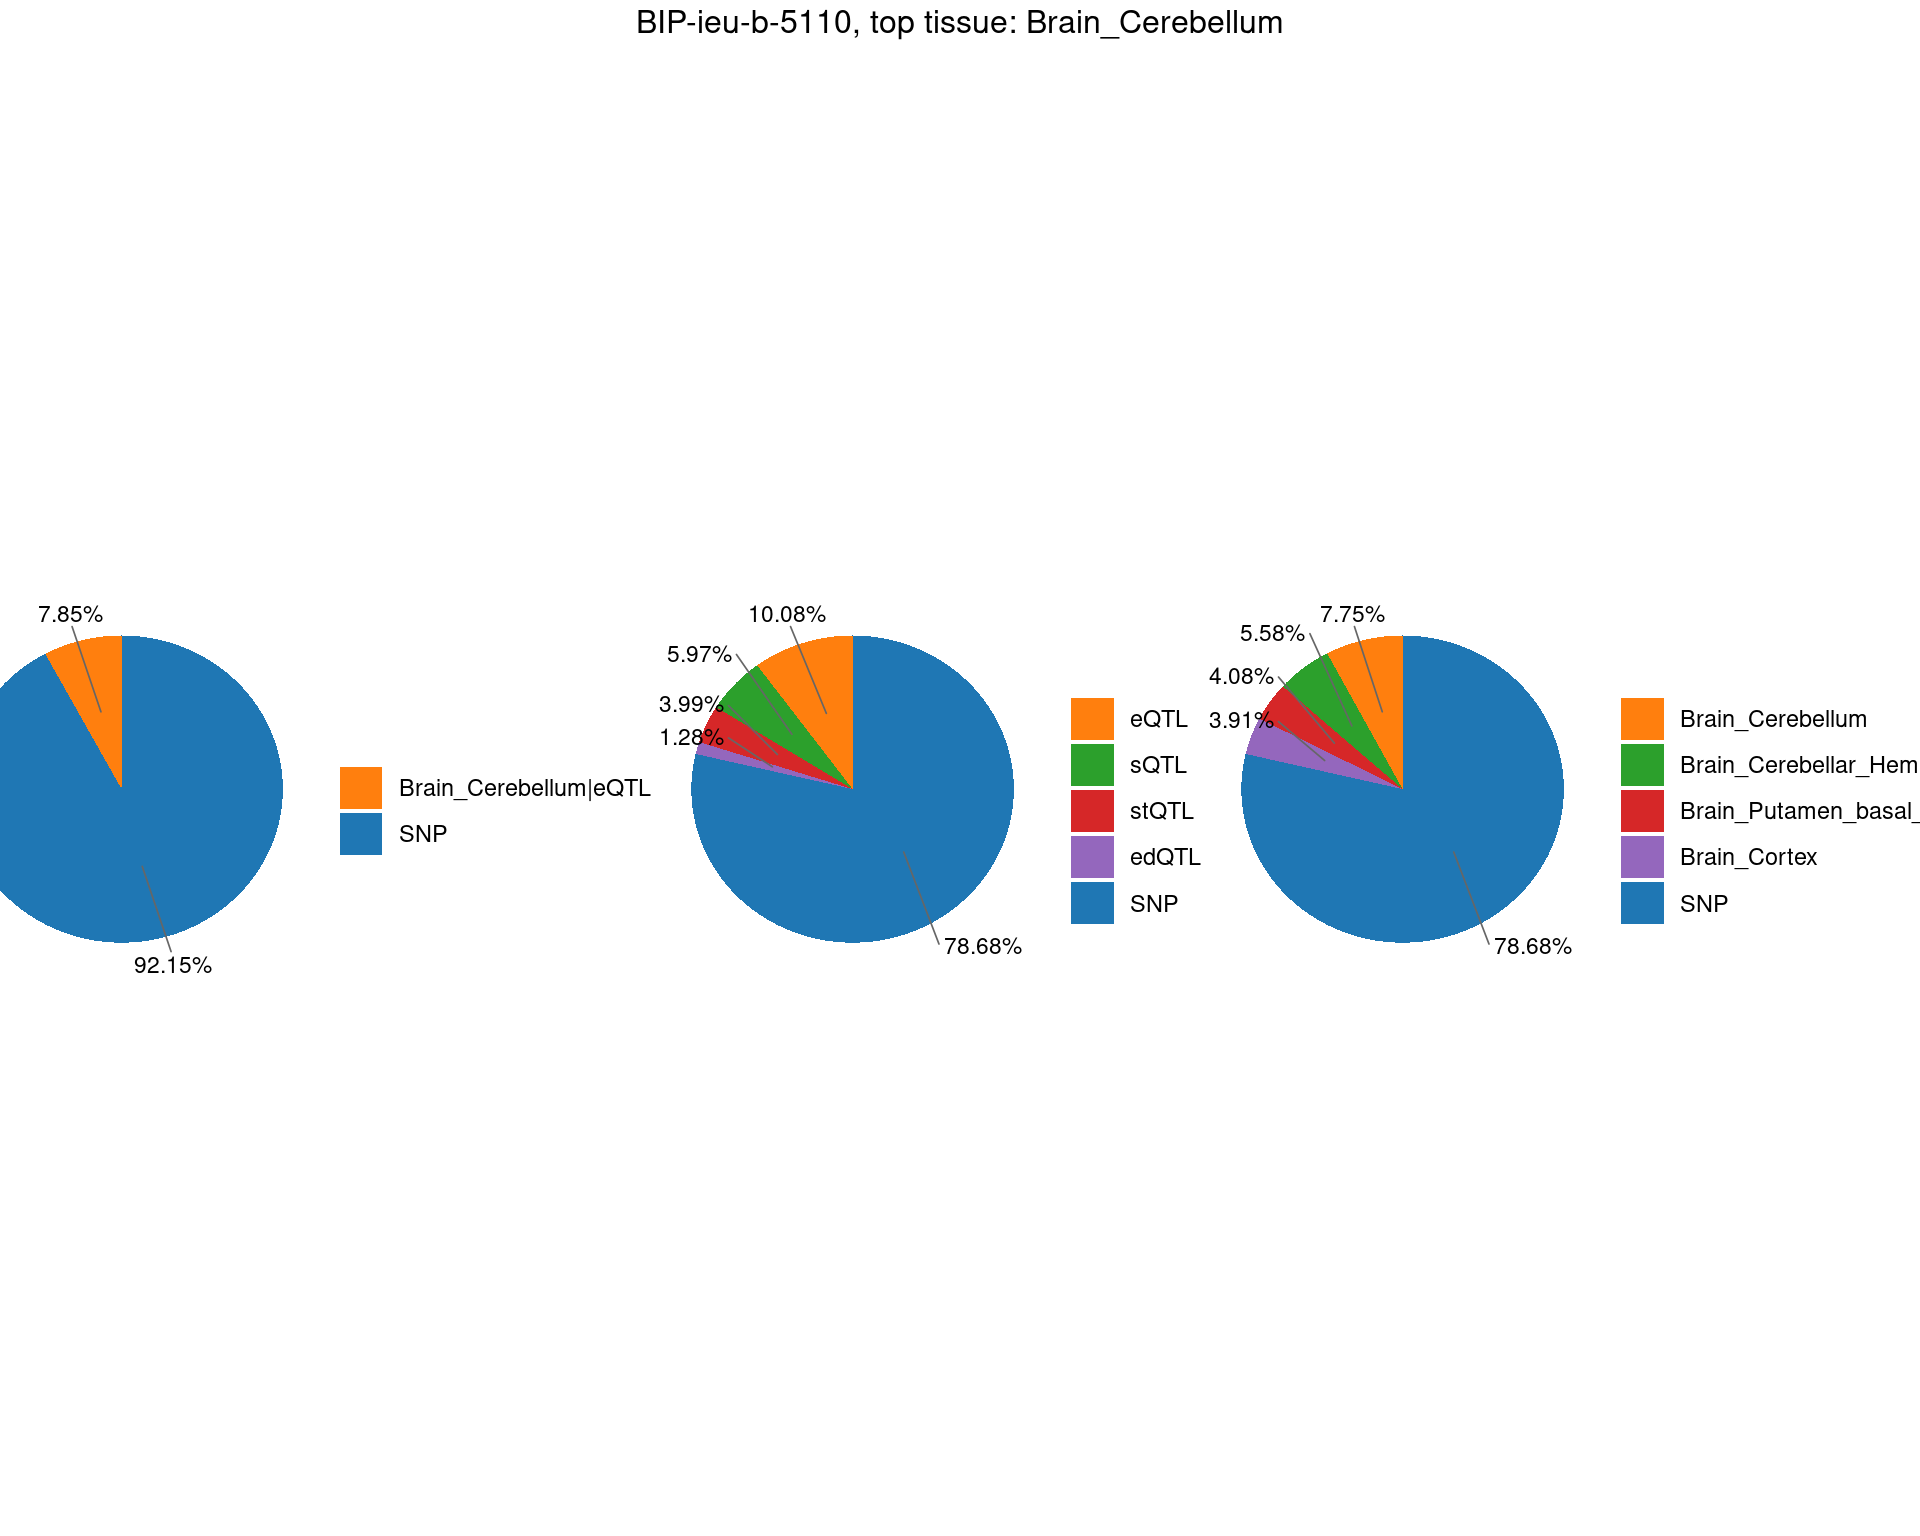 BIP-ieu-b-5110, top tissue: Brain_Cerebellum
7.85%
92.15%
Brain_Cerebellum|eQTL
SNP
10.08%
5.97%
3.99%
1.28%
78.68%
eQTL
sQTL
stQTL
edQTL
SNP
7.75%
5.58%
4.08%
3.91%
78.68%
Brain_Cerebellum
Brain_Cerebellar_Hem
Brain_Putamen_basal_
Brain_Cortex
SNP